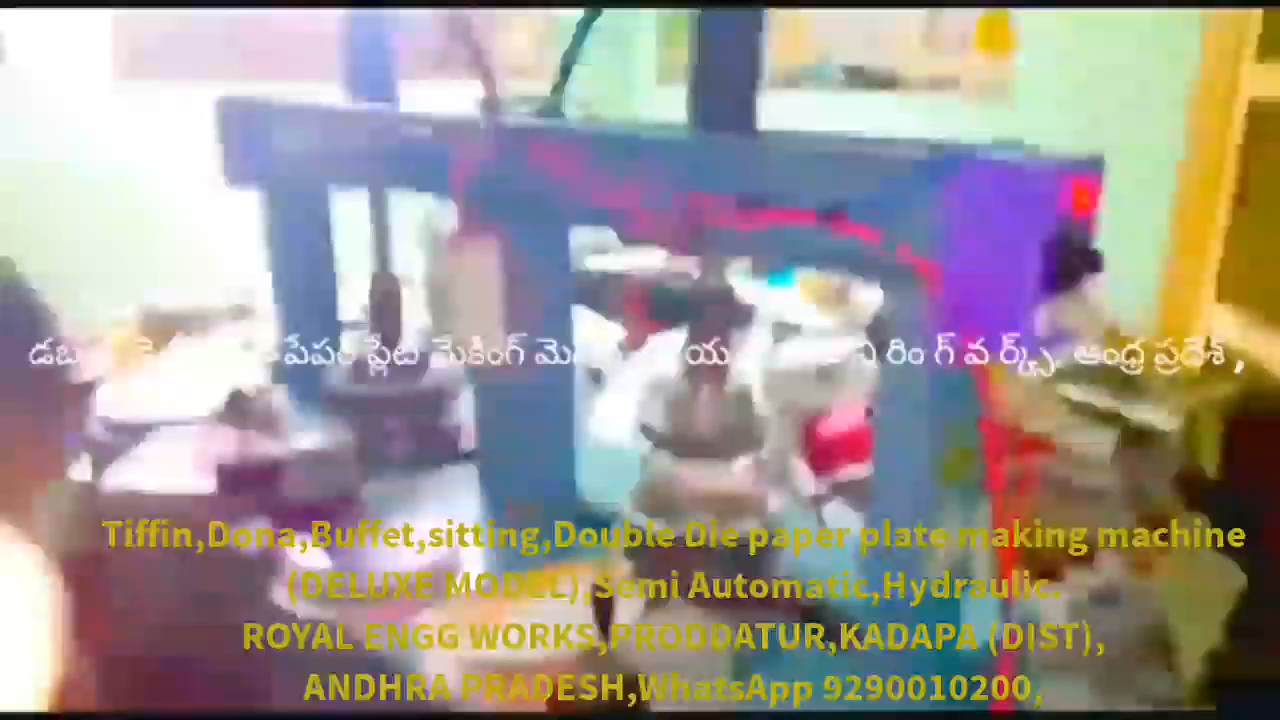 పేపర్ ప్లేట్ మేకింగ్ రిం గ్ వ ర్క్స్. ఆంధ్ర ప్రదేశ్ ,
Tiffin,Dona,Buffet,sitting,Double Die paper plate making machine
(DELUXE MODEL),Semi Automatic,Hydraulic.
ROYAL ENGG WORKS,PRODDATUR,KADAPA (DIST),
ANDHRA PRADESH,WhatsApp 9290010200,